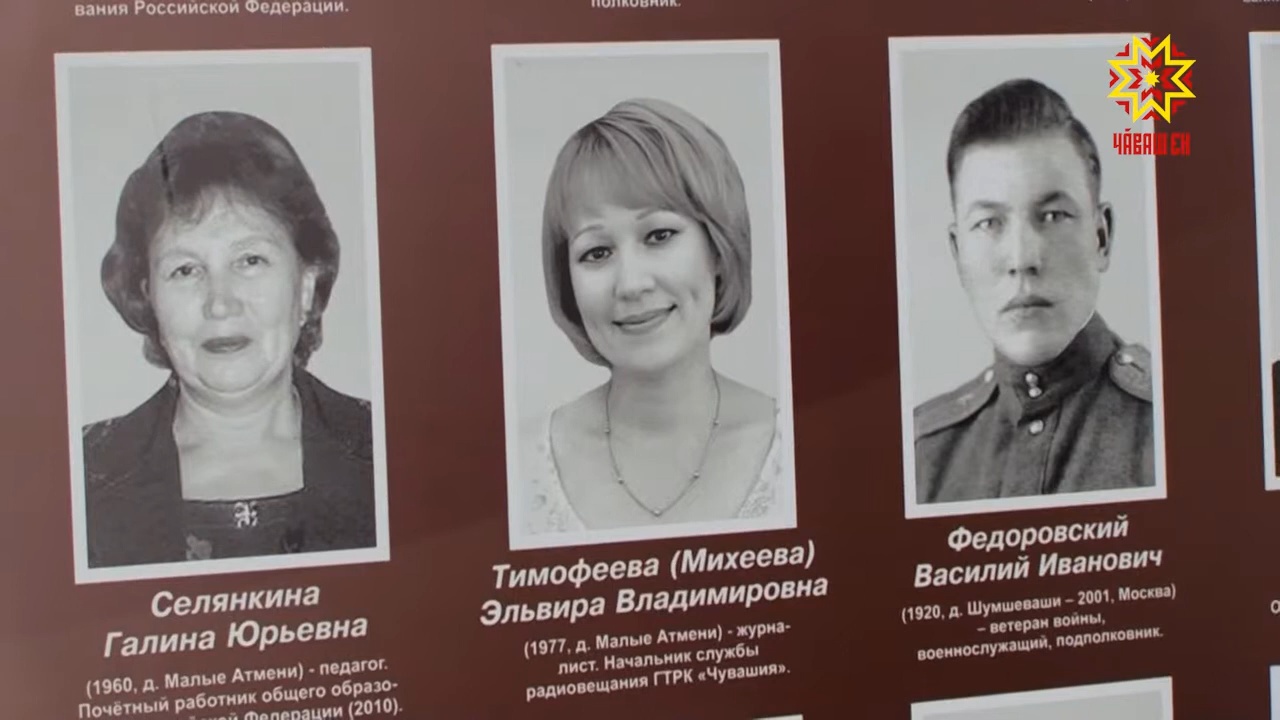 вания Российской Федерации.
полковник.
ЧӐВАШ ЕН
Селянкина
Галина Юрьевна
(1960, д. Малые Атмени) - педагог.
Почётный работник общего образо-
Федерации (2010).
Тимофеева (Михеева)
Эльвира Владимировна
(1977, д. Малые Атмени) - журна-
лист. Начальник службы
радиовещания ГТРК «Чувашия».
Федоровский
Василий Иванович
(1920, д. Шумшеваши – 2001, Москва)
– ветеран войны,
военнослужащий, подполковник.